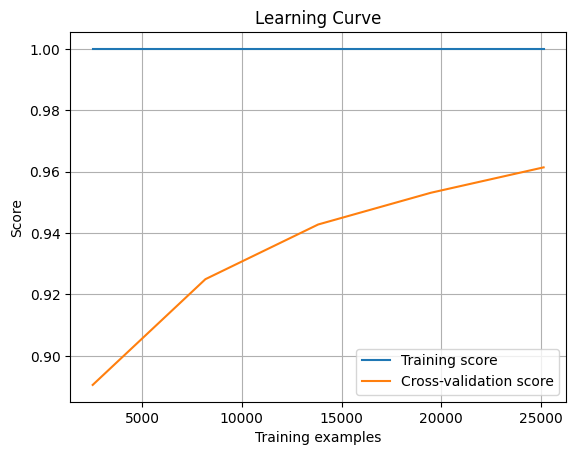 Learning Curve
1.00
0.98
0.96
0.94
0.92
0.90
Score
5000 10000 15000 20000 25000
Training examples
Training score
Cross-validation score